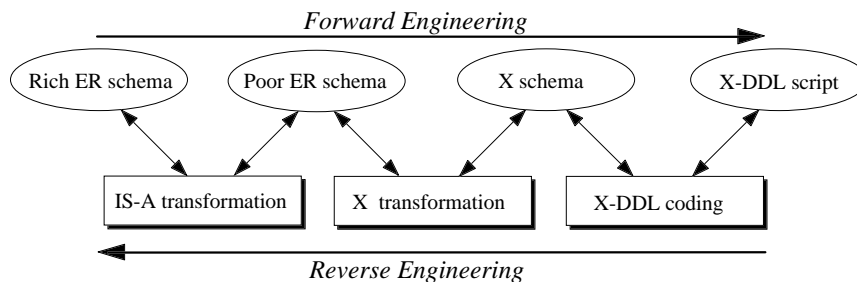 Forward Engineering
Rich ER schema
Poor ER schema
X schema
X-DDL script
IS-A transformation
X transformation
X-DDL coding
Reverse Engineering